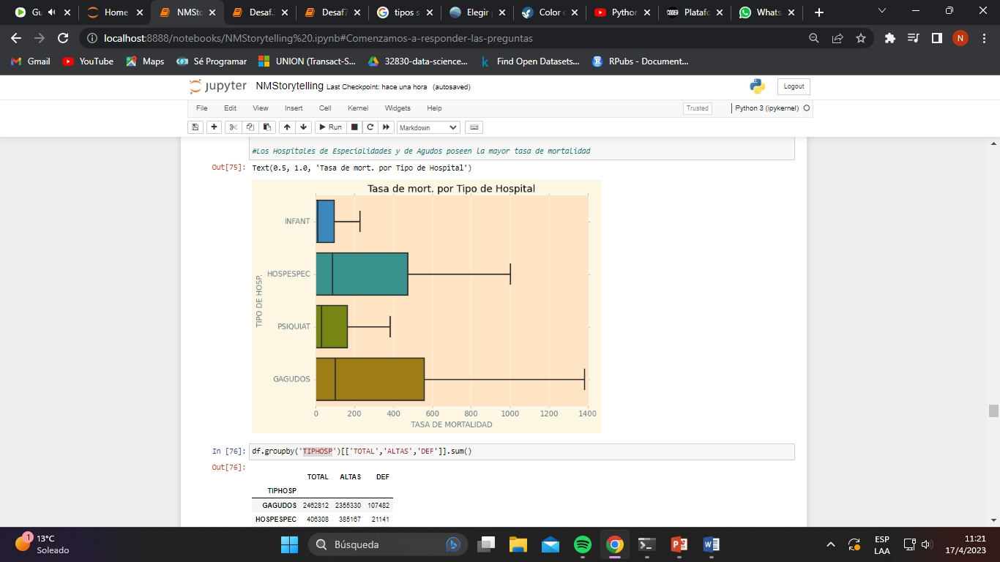 Gu
Home
NMSto
Desaf.
Desaf7
tipos s
Elegir
Color
Python
Plataf
Whats
localhost:8888/notebooks/NMStorytelling%20.ipynb#Comenzamos-a-responder-las-preguntas
N
Gmail
YouTube
Maps
Sé Programar
UNION (Transact-S...
32830-data-science...
Find Open Datasets...
RPubs - Document...
jupyter NMStorytelling Last Checkpoint: hace una hora (autosaved)
Logout
File Edit View Insert Cell Kernel Widgets Help
Trusted
Python 3 (ipykernel)
Run
Markdown
#Los Hospitales de Especialidades y de Agudos poseen la mayor tasa de mortalidad
Out[75]: Text(0.5, 1.0, 'Tasa de mort. por Tipo de Hospital')
Tasa de mort. por Tipo de Hospital
TIPO DE HOSP.
INFANT
HOSPESPEC
PSIQUIAT
GAGUDOS
0 200 400 600 800 1000 1200 1400
TASA DE MORTALIDAD
In [76]: df.groupby('TIPHOSP')[['TOTAL','ALTAS','DEF']].sum()
Out[76]:
TOTAL ALTAS DEF
TIPHOSP
GAGUDOS 2462812 2355330 107482
HOSPESPEC 406308 385167 21141
1
13°C
Soleado
Búsqueda
ESP
LAA
11:21
17/4/2023